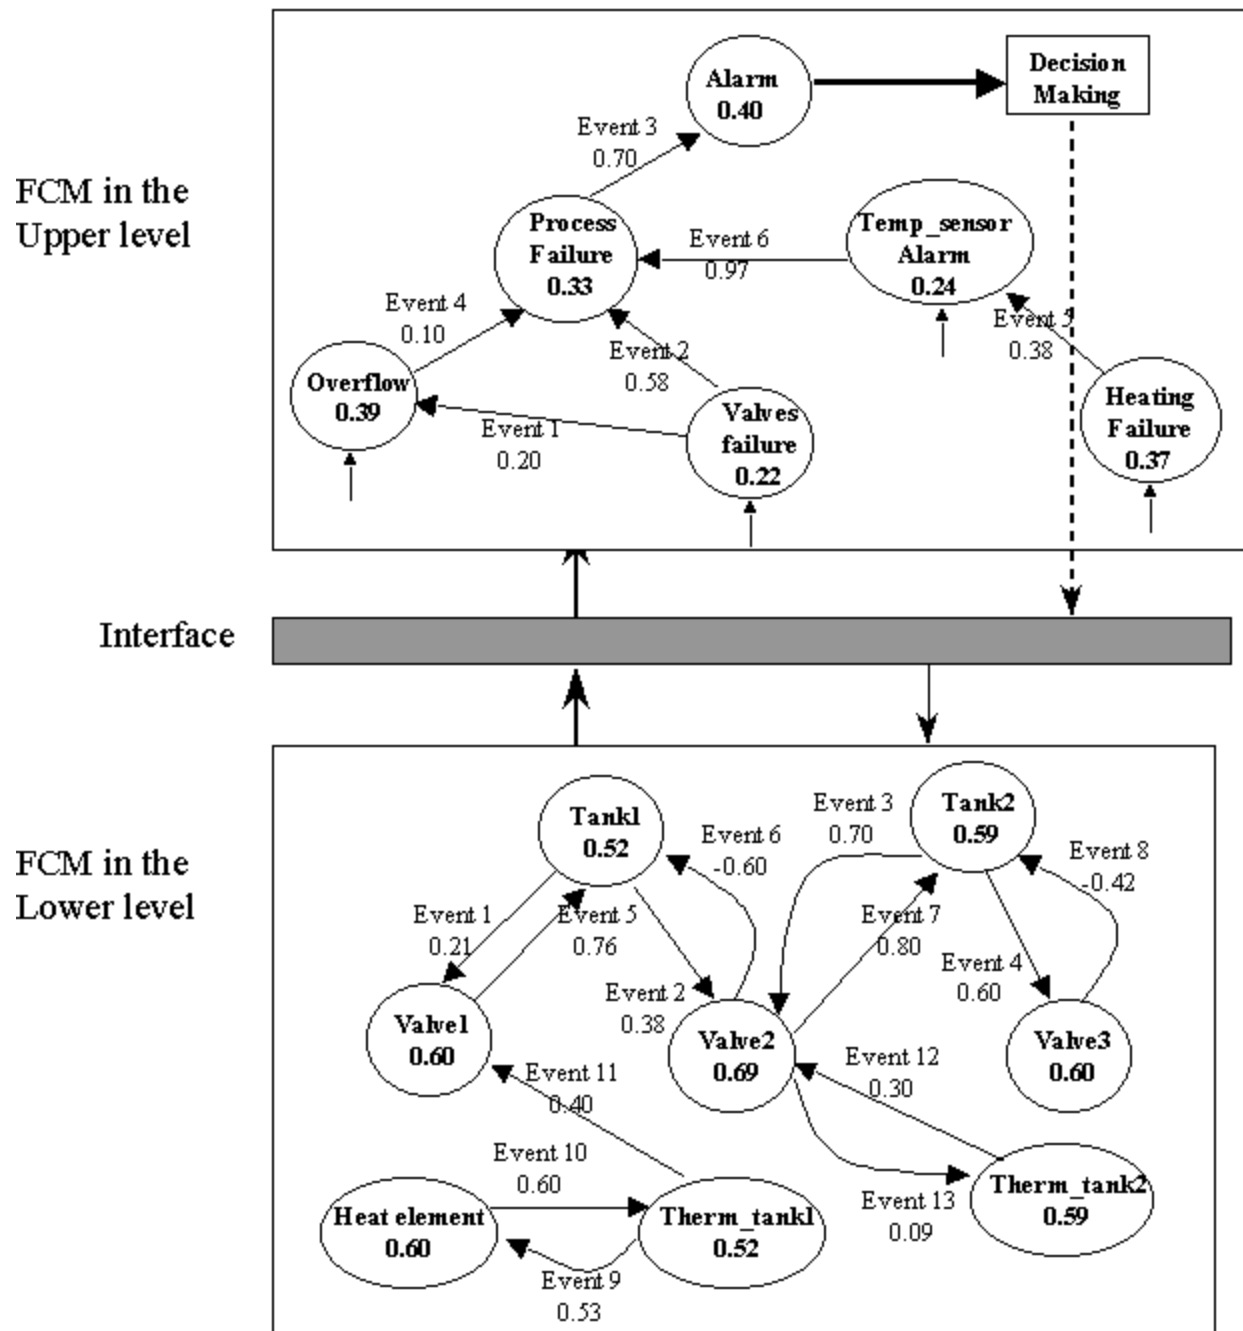 Alarm
0.40
Decision
Making
Event 3
0.70
FCM in the
Upper level
Process
Failure
0.33
Event 6
0.97
Temp_sensor
Alarm
0.24
Event 4
0.10
Event 2
0.58
Event 5
0.38
Overflow
0.39
Event 1
0.20
Valves
failure
0.22
Heating
Failure
0.37
Interface
Tank1
0.52
Event 6
-0.60
Event 3
0.70
Tank2
0.59
Event 8
-0.42
FCM in the
Lower level
Event 1
0.21
Event 5
0.76
Event 7
0.80
Event 2
0.38
Event 4
0.60
Valve1
0.60
Valve2
0.69
Valve3
0.60
Event 11
0.40
Event 12
0.30
Event 10
0.60
Heat element
0.60
Therm_tank1
0.52
Event 13
0.09
Therm_tank2
0.59
Event 9
0.53